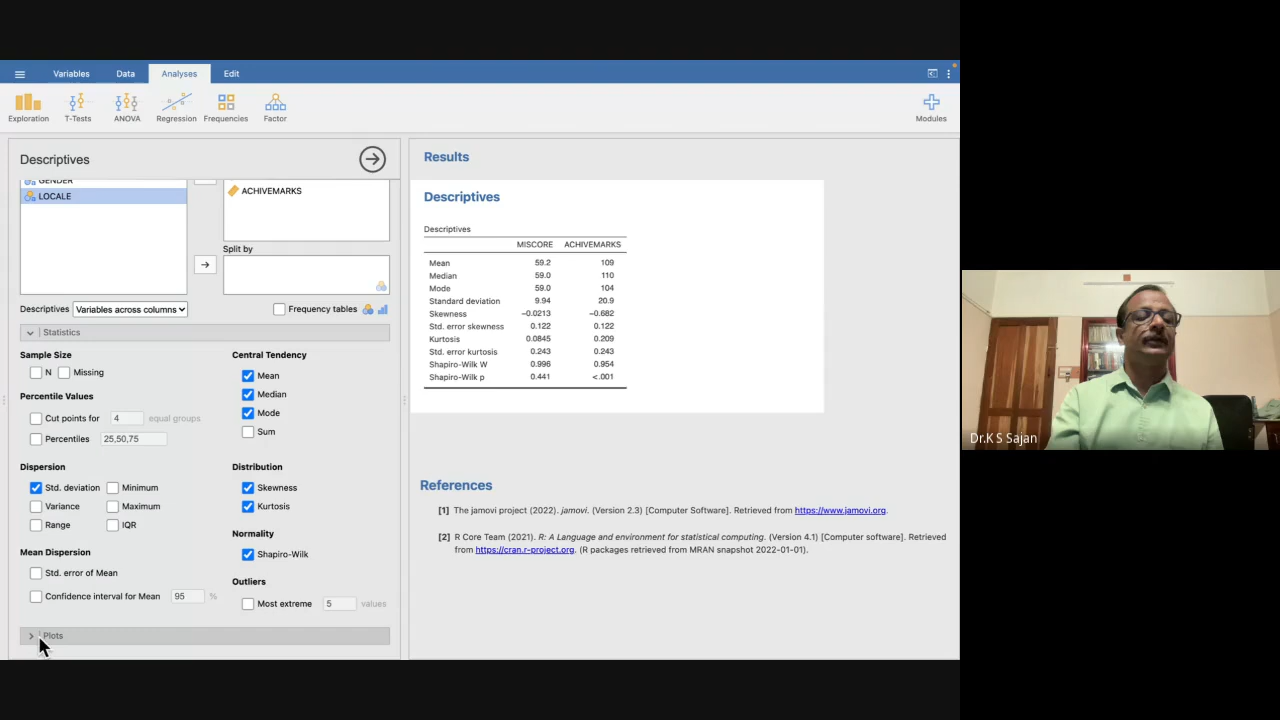 Variables
Data
Analyses
Edit
Exploration
T-Tests
ANOVA
Regression
Frequencies
Factor
Modules
Descriptives
GENDER
LOCALE
ACHIVEMARKS
Split by
Descriptives
Variables across columns
Frequency tables
Statistics
Sample Size
N
Missing
Percentile Values
Cut points for 4 equal groups
Percentiles 25,50,75
Dispersion
Std. deviation
Minimum
Variance
Maximum
Range
IQR
Mean Dispersion
Std. error of Mean
Confidence interval for Mean 95 %
Central Tendency
Mean
Median
Mode
Sum
Distribution
Skewness
Kurtosis
Normality
Shapiro-Wilk
Outliers
Most extreme 5 values
Plots
Results
Descriptives
Descriptives
MISCORE ACHIVEMARKS
Mean 59.2 109
Median 59.0 110
Mode 59.0 104
Standard deviation 9.94 20.9
Skewness −0.0213 −0.682
Std. error skewness 0.122 0.122
Kurtosis 0.0845 0.209
Std. error kurtosis 0.243 0.243
Shapiro-Wilk W 0.996 0.954
Shapiro-Wilk p 0.441 <.001
References
[1] The jamovi project (2022). jamovi. (Version 2.3) [Computer Software]. Retrieved from https://www.jamovi.org.
[2] R Core Team (2021). R: A Language and environment for statistical computing. (Version 4.1) [Computer software]. Retrieved
from https://cran.r-project.org. (R packages retrieved from MRAN snapshot 2022-01-01).
Dr.K S Sajan